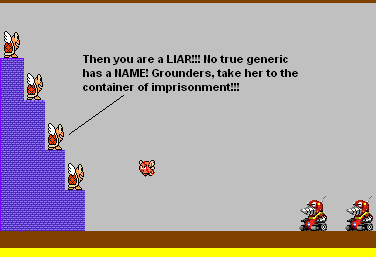 Then you are a LIAR!!! No true generic
has a NAME! Grounders, take her to the
container of imprisonment!!!